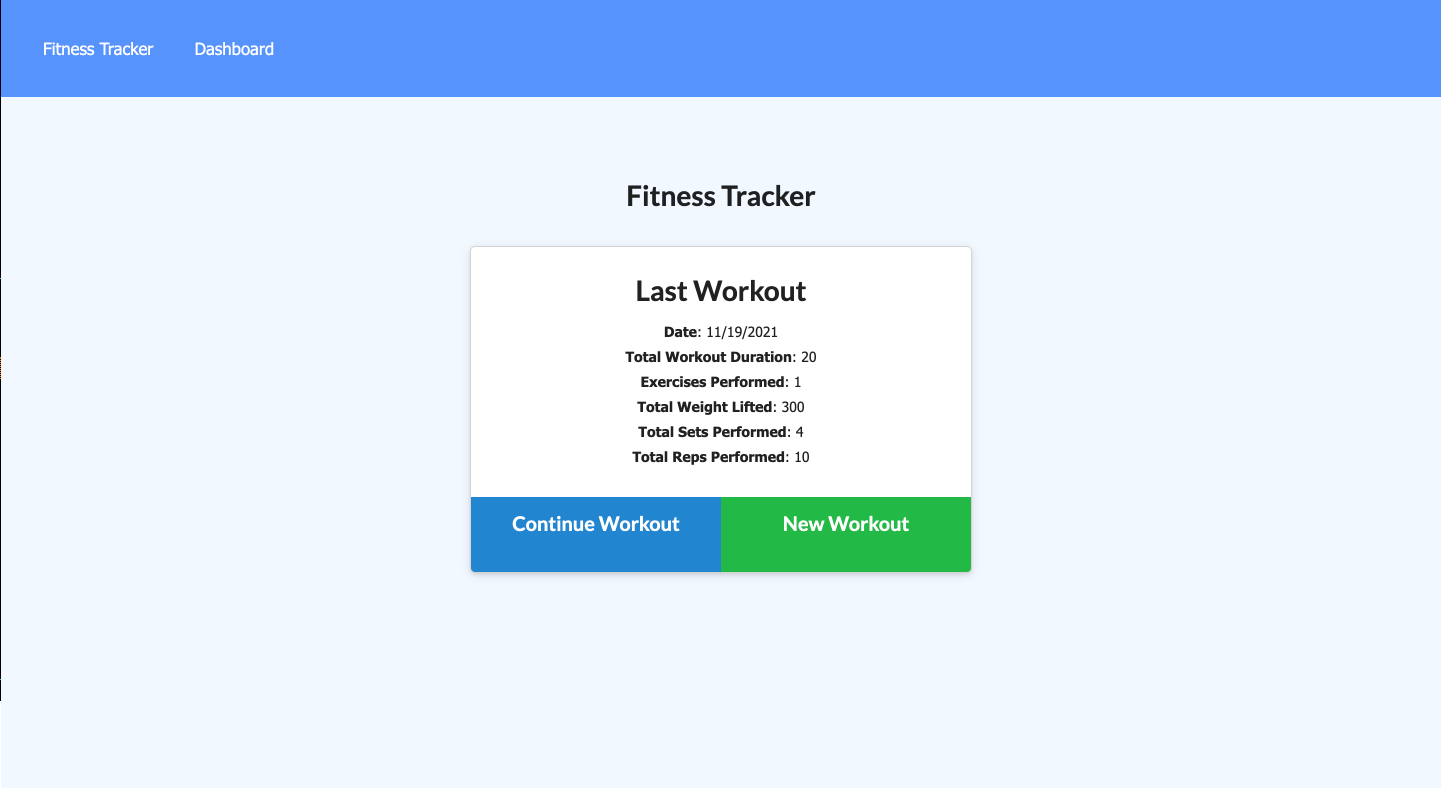 Fitness Tracker Dashboard
Fitness Tracker
Last Workout
Date: 11/19/2021
Total Workout Duration: 20
Exercises Performed: 1
Total Weight Lifted: 300
Total Sets Performed: 4
Total Reps Performed: 10
Continue Workout New Workout